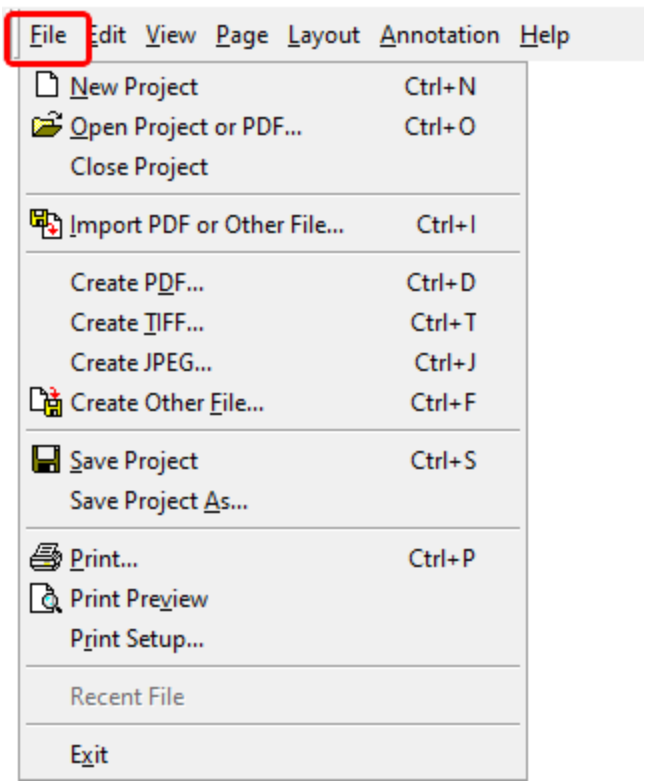 File Edit View Page Layout Annotation Help
New Project Ctrl+N
Open Project or PDF... Ctrl+O
Close Project
Import PDF or Other File... Ctrl+I
Create PDF... Ctrl+D
Create TIFF... Ctrl+T
Create JPEG... Ctrl+J
Create Other File... Ctrl+F
Save Project Ctrl+S
Save Project As...
Print... Ctrl+P
Print Preview
Print Setup...
Recent File
Exit